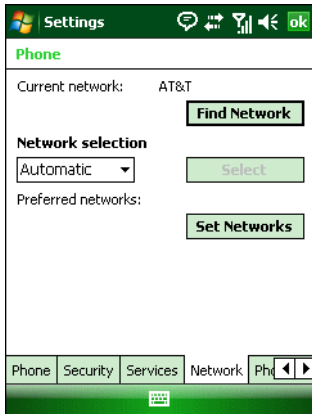 Settings
ok
Phone
Current network: AT&T
Find Network
Network selection
Automatic
Select
Preferred networks:
Set Networks
Phone Security Services Network Pho